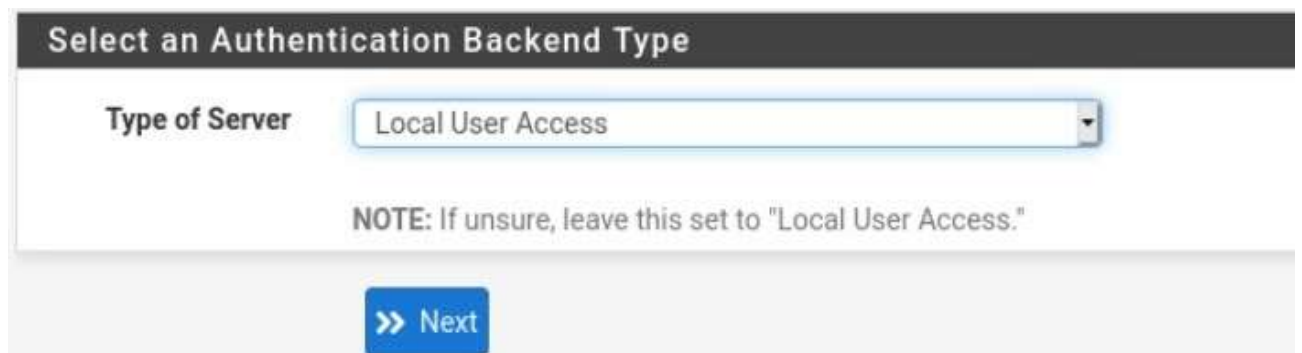 Select an Authentication Backend Type
Type of Server Local User Access
NOTE: If unsure, leave this set to "Local User Access."
Next